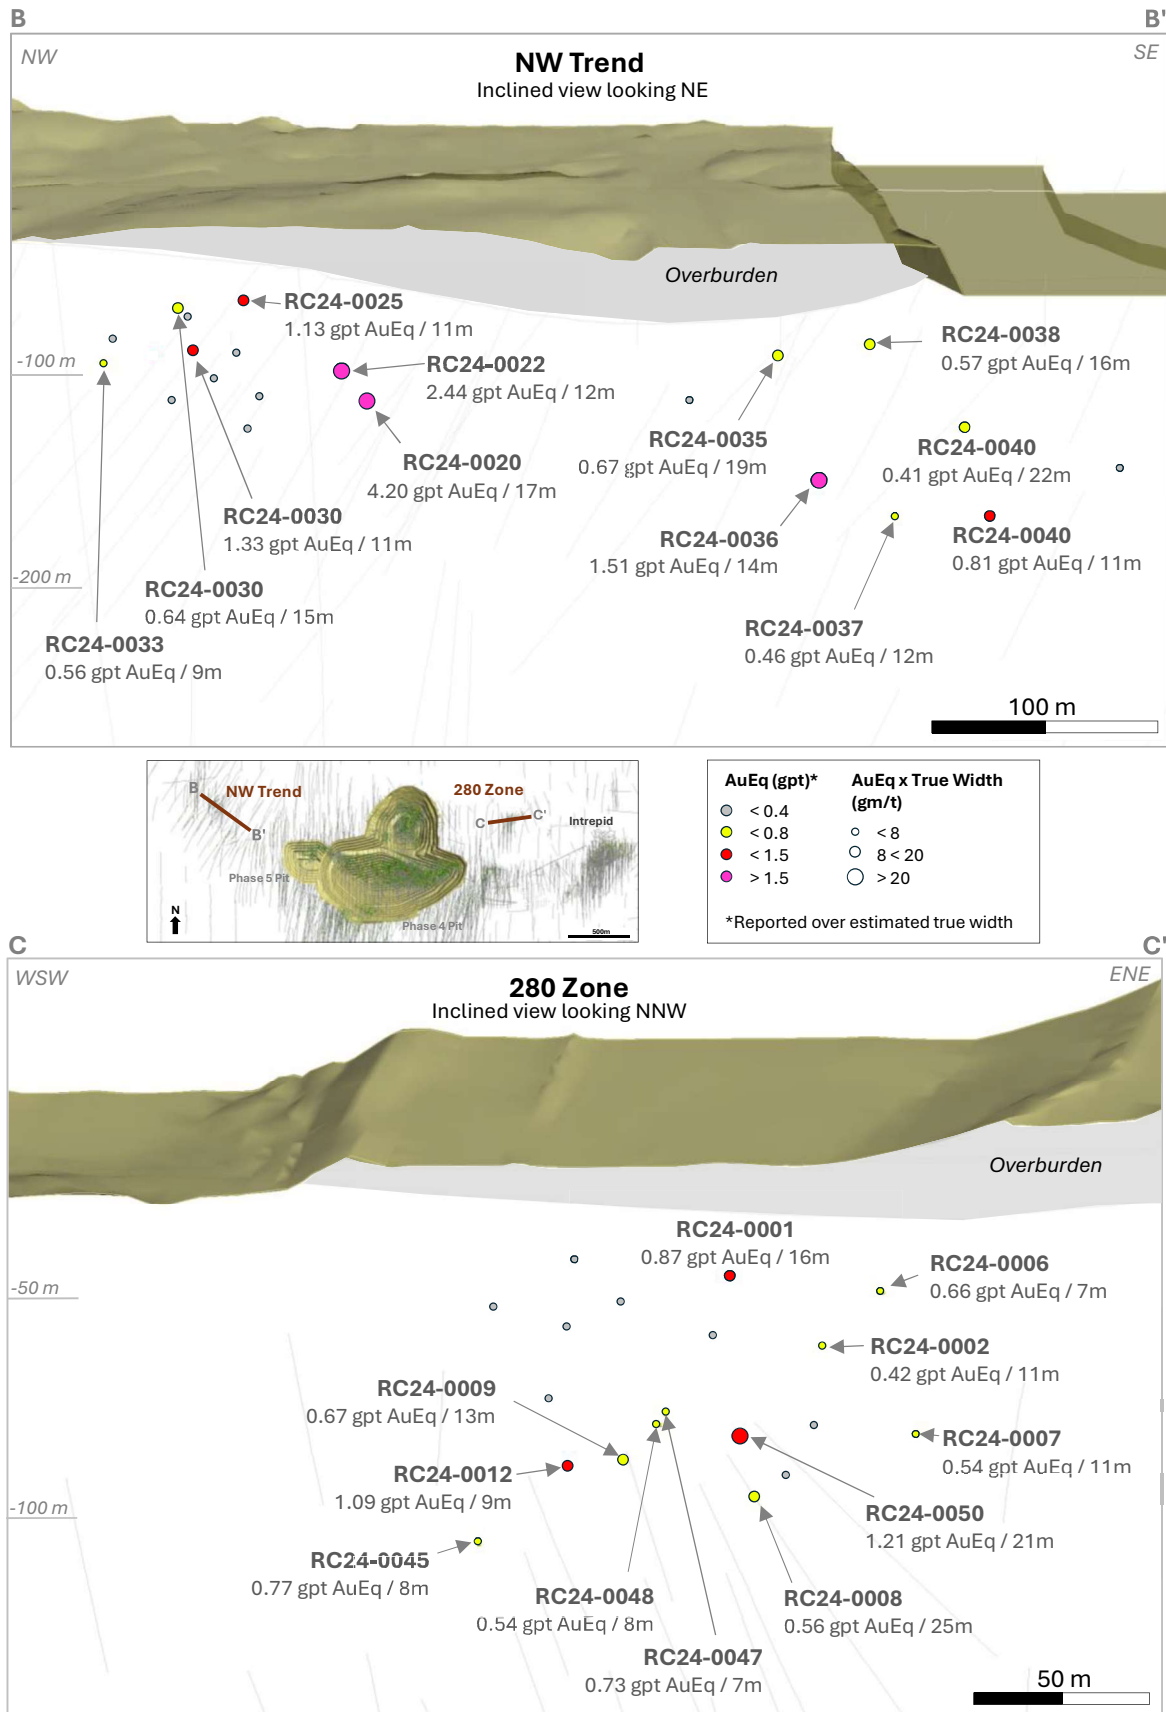 B
B'
NW
SE
NW Trend
Inclined view looking NE
Overburden
RC24-0025
1.13 gpt AuEq / 11m
RC24-0022
2.44 gpt AuEq / 12m
RC24-0038
0.57 gpt AuEq / 16m
-100 m
RC24-0020
4.20 gpt AuEq / 17m
RC24-0035
0.67 gpt AuEq / 19m
RC24-0040
0.41 gpt AuEq / 22m
RC24-0030
1.33 gpt AuEq / 11m
RC24-0036
1.51 gpt AuEq / 14m
RC24-0040
0.81 gpt AuEq / 11m
-200 m
RC24-0030
0.64 gpt AuEq / 15m
RC24-0033
0.56 gpt AuEq / 9m
RC24-0037
0.46 gpt AuEq / 12m
100 m
B
NW Trend
B'
280 Zone
C
C'
Intrepid
Phase 5 Pit
Phase 4 Pit
N
500m
AuEq (gpt)*
< 0.4
< 0.8
< 1.5
> 1.5
AuEq x True Width
(gm/t)
< 8
8 < 20
> 20
*Reported over estimated true width
C
C'
WSW
ENE
280 Zone
Inclined view looking NNW
Overburden
RC24-0001
0.87 gpt AuEq / 16m
RC24-0006
0.66 gpt AuEq / 7m
-50 m
RC24-0002
0.42 gpt AuEq / 11m
RC24-0009
0.67 gpt AuEq / 13m
RC24-0007
0.54 gpt AuEq / 11m
RC24-0012
1.09 gpt AuEq / 9m
RC24-0050
1.21 gpt AuEq / 21m
-100 m
RC24-0045
0.77 gpt AuEq / 8m
RC24-0048
0.54 gpt AuEq / 8m
RC24-0008
0.56 gpt AuEq / 25m
RC24-0047
0.73 gpt AuEq / 7m
50 m